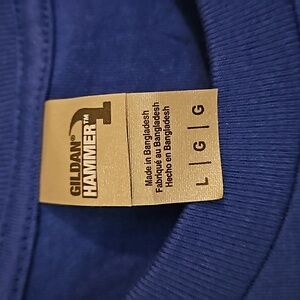 GILDAN®
HAMMER™
Made in Bangladesh
Fabriqué au Bangladesh
Hecho en Bangladesh
L | G | G